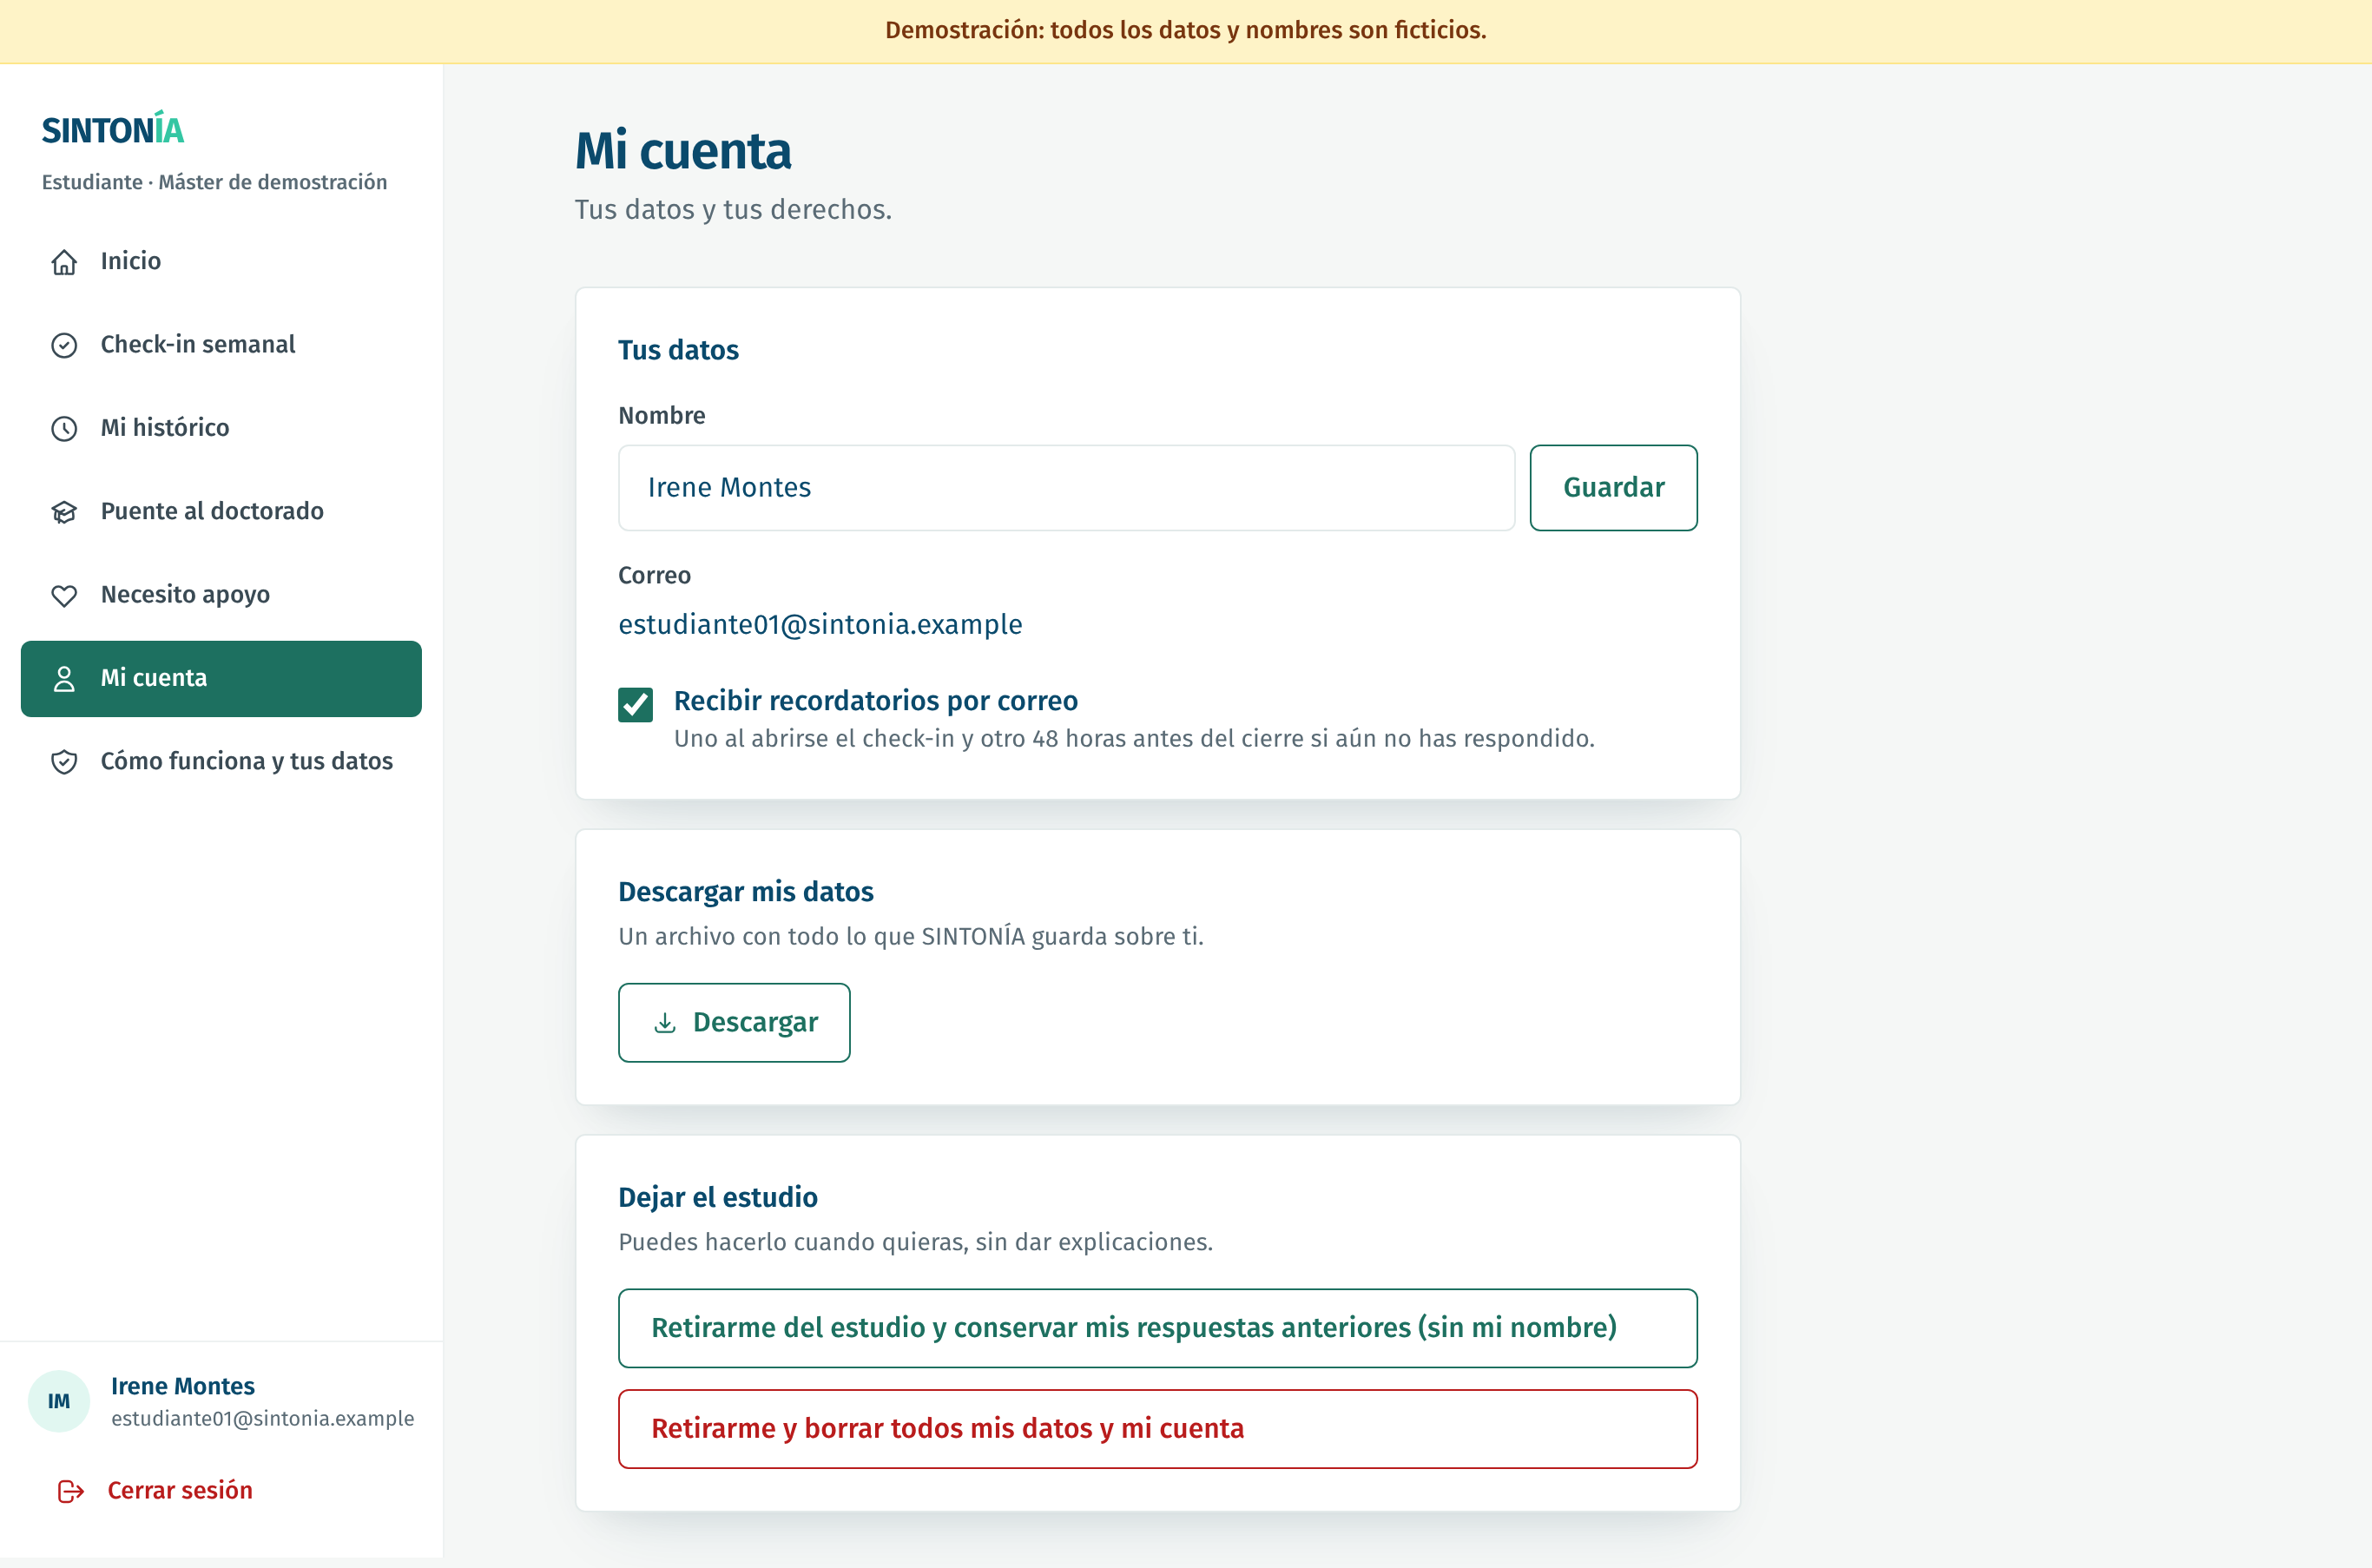 Demostración: todos los datos y nombres son ficticios.
SINTONÍA
Estudiante · Máster de demostración
Inicio
Check-in semanal
Mi histórico
Puente al doctorado
Necesito apoyo
Mi cuenta
Cómo funciona y tus datos
Irene Montes
IM
estudiante01@sintonia.example
Cerrar sesión
Mi cuenta
Tus datos y tus derechos.
Tus datos
Nombre
Irene Montes
Guardar
Correo
estudiante01@sintonia.example
Recibir recordatorios por correo
Uno al abrirse el check-in y otro 48 horas antes del cierre si aún no has respondido.
Descargar mis datos
Un archivo con todo lo que SINTONÍA guarda sobre ti.
Descargar
Dejar el estudio
Puedes hacerlo cuando quieras, sin dar explicaciones.
Retirarme del estudio y conservar mis respuestas anteriores (sin mi nombre)
Retirarme y borrar todos mis datos y mi cuenta